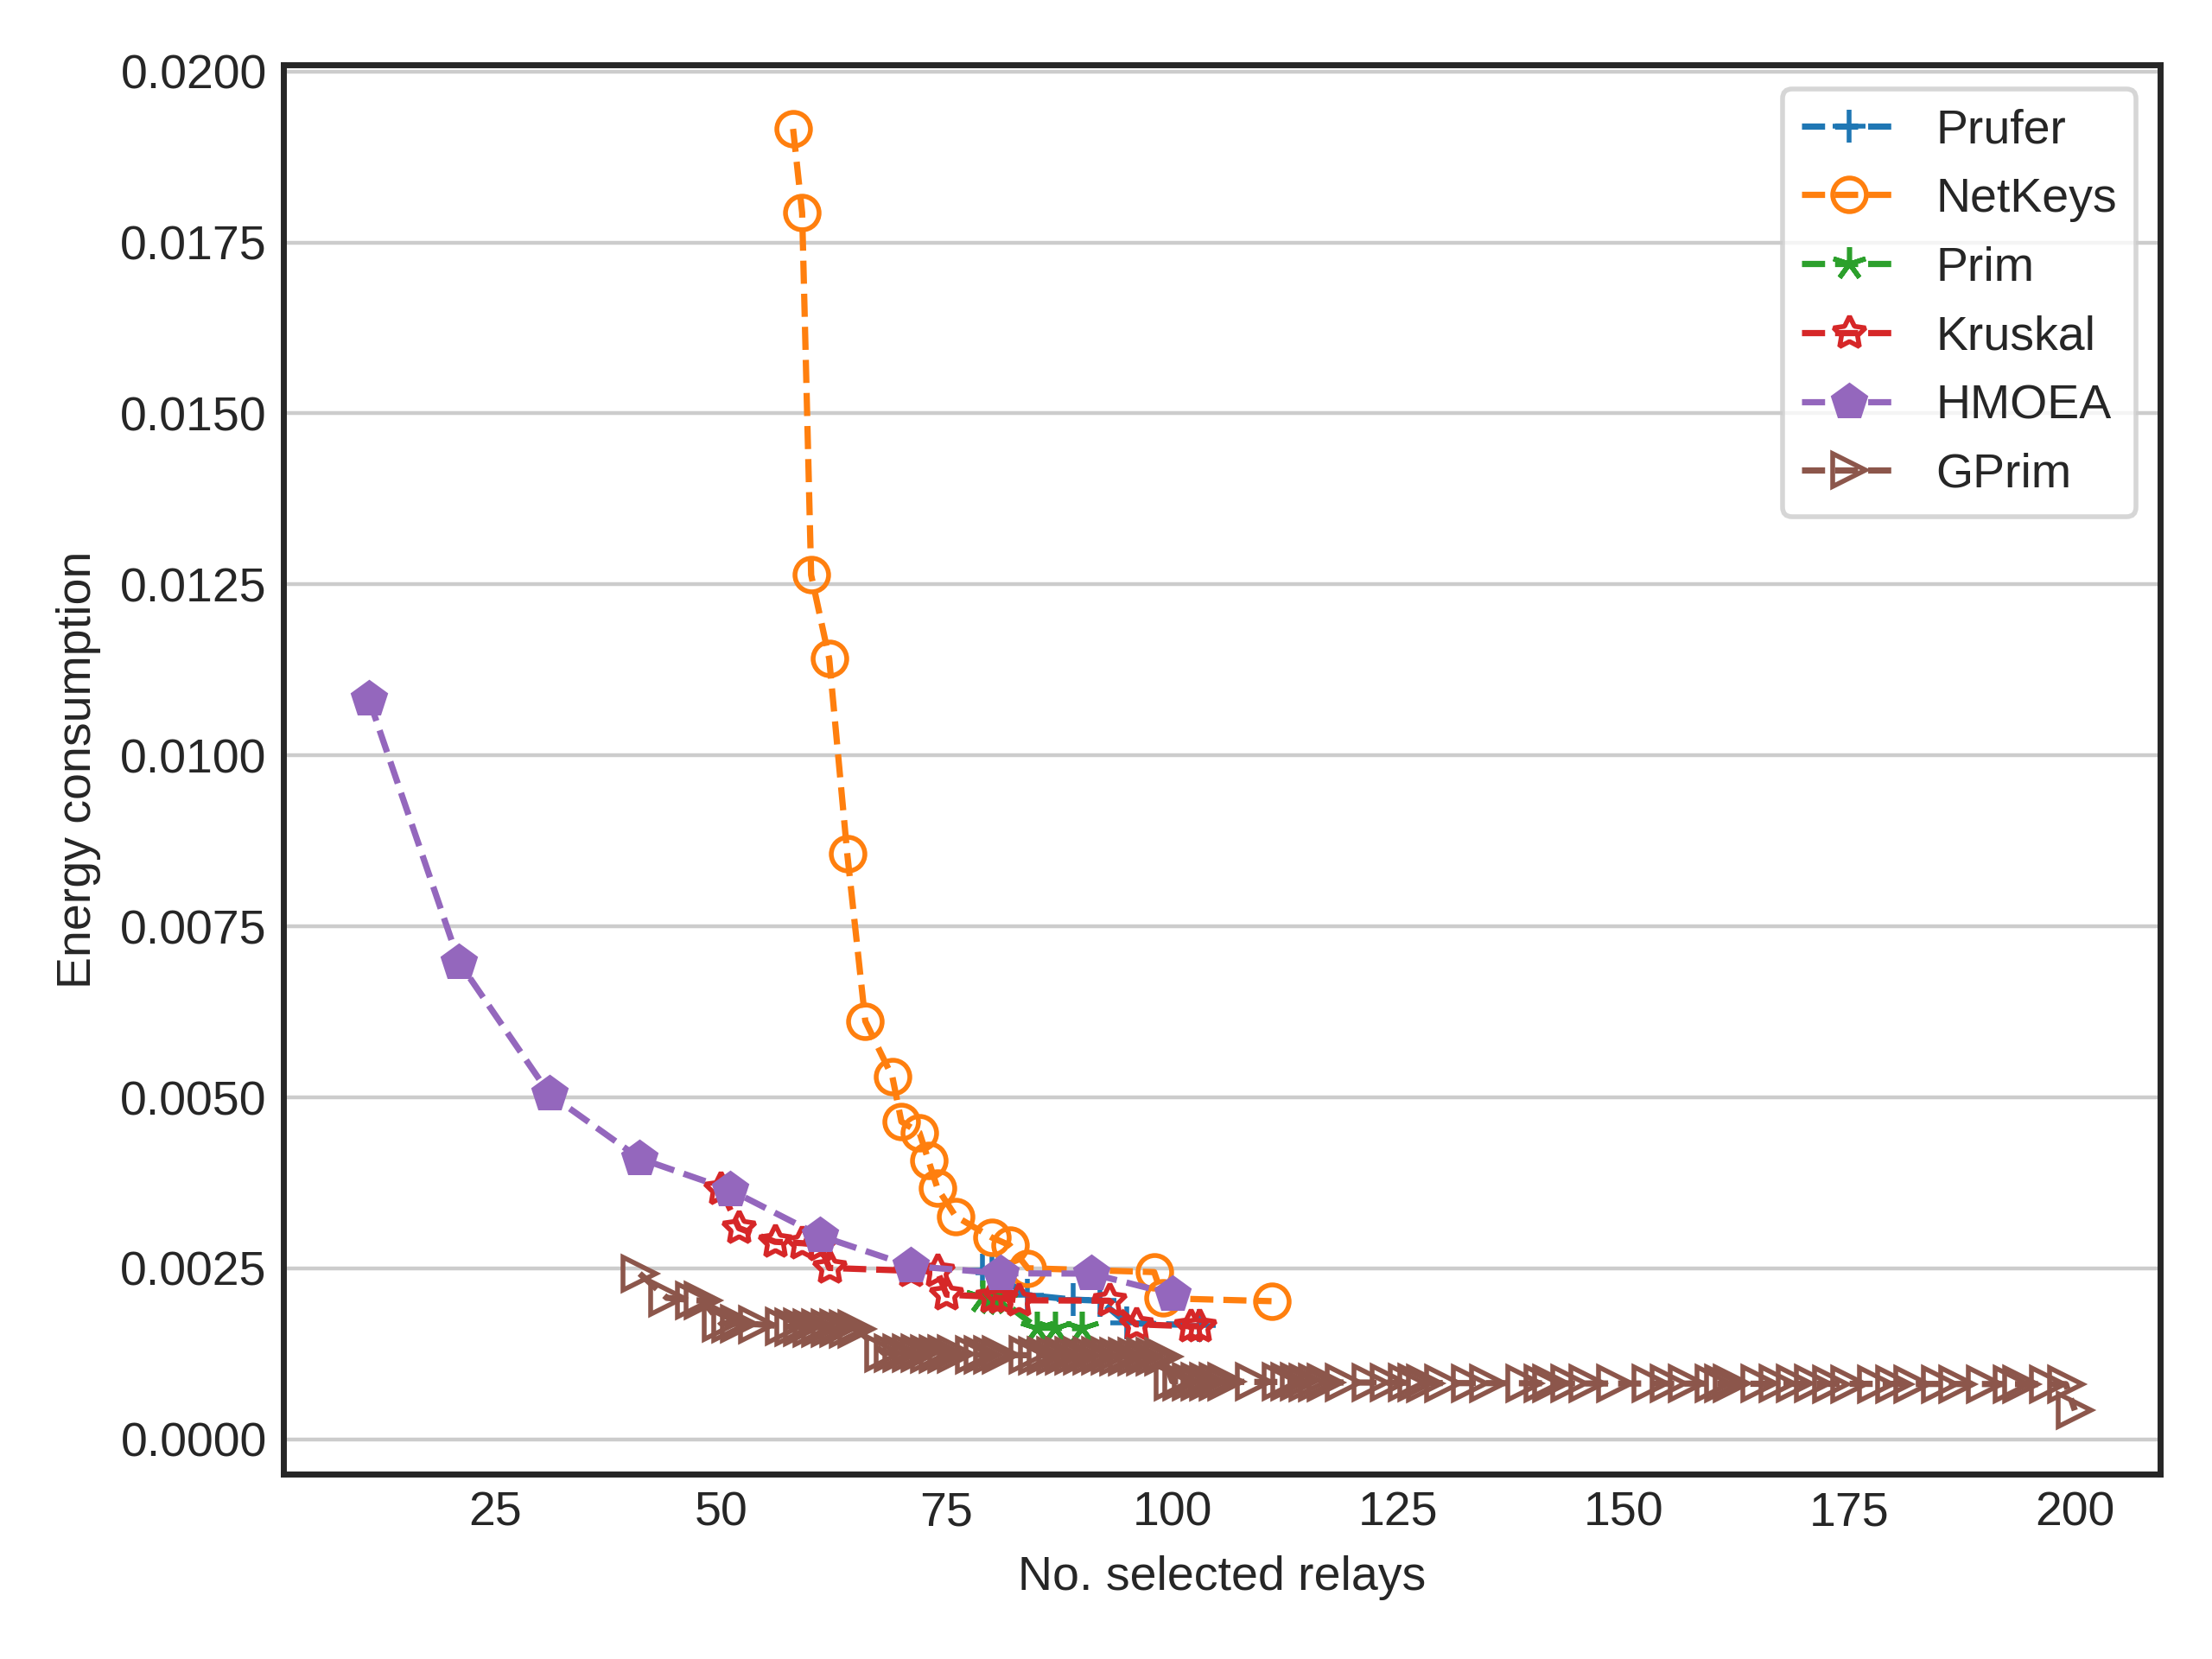 0.0200
0.0175
0.0150
0.0125
0.0100
0.0075
0.0050
0.0025
0.0000
Energy consumption
25 50 75 100 125 150 175 200
No. selected relays
Prufer
NetKeys
Prim
Kruskal
HMOEA
GPrim